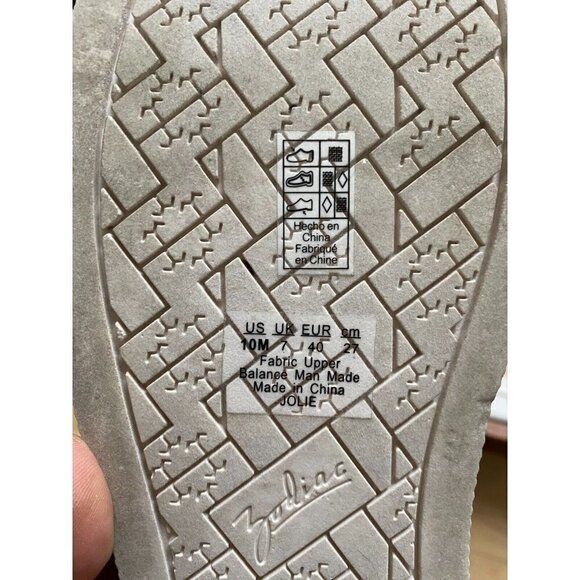 Hecho en
China
Fabriqué
en Chine
US UK EUR cm
10M 7 40 27
Fabric Upper
Balance Man Made
Made in China
JOLIE
Zodiac